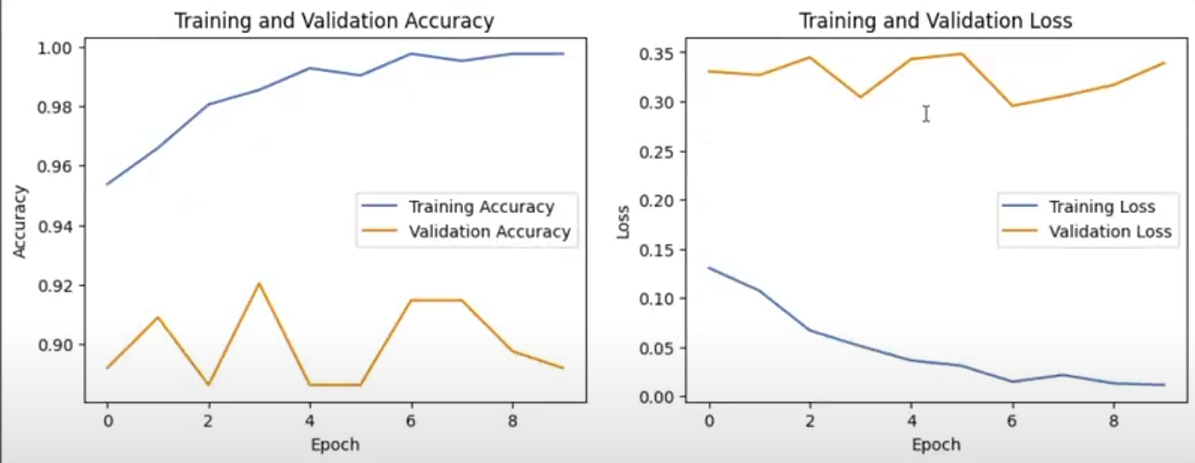 Training and Validation Accuracy
1.00
0.98
0.96
0.94
0.92
0.90
Accuracy
Training Accuracy
Validation Accuracy
0
2
4
6
8
Epoch
Training and Validation Loss
0.35
0.30
0.25
0.20
0.15
0.10
0.05
0.00
Loss
Training Loss
Validation Loss
0
2
4
6
8
Epoch